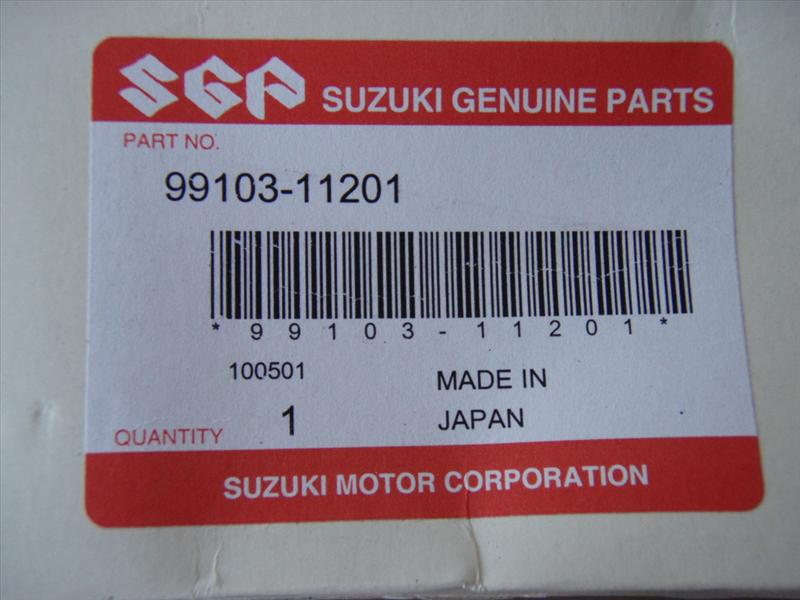 SGP SUZUKI GENUINE PARTS
PART NO.
99103-11201
*99103-11201*
100501
MADE IN
JAPAN
QUANTITY 1
SUZUKI MOTOR CORPORATION